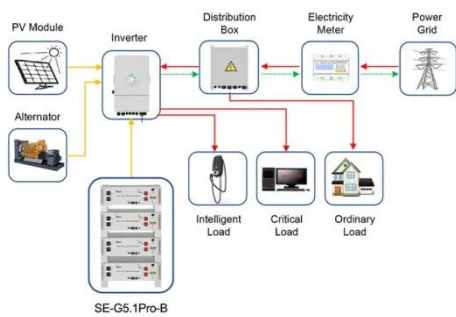 PV Module
Inverter
Distribution
Box
Electricity
Meter
Power
Grid
Alternator
Intelligent
Load
Critical
Load
Ordinary
Load
SE-G5.1Pro-B